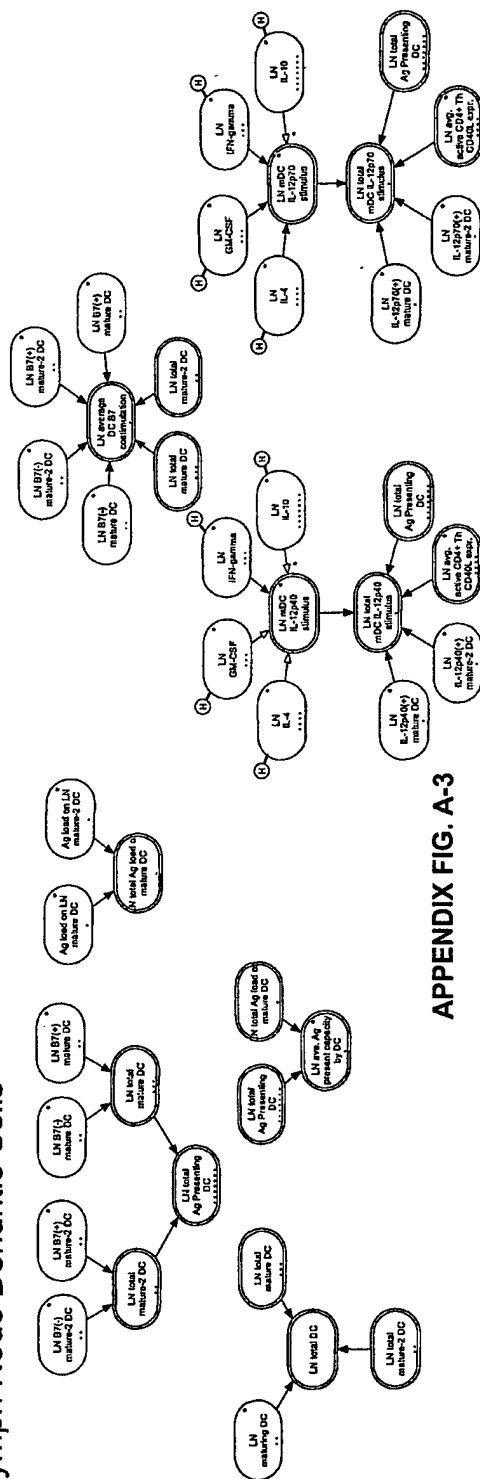 ymph Node Dendritic Cells
LN B7(-)
mature-2 DC
LN B7(+)
mature-2 DC
LN B7(-)
mature DC
LN B7(+)
mature DC
LN total
mature-2 DC
LN total
mature DC
LN total
Ag Presenting
DC
Ag load on LN
mature DC
Ag load on LN
mature-2 DC
LN total Ag load o
mature DC
LN B7(-)
mature-2 DC
LN B7(+)
mature-2 DC
LN B7(-)
mature DC
LN B7(+)
mature DC
LN average
DC B7
costimulation
LN total
mature DC
LN total
mature-2 DC
LN
maturing DC
LN total
mature DC
LN total DC
LN total
mature-2 DC
LN total
Ag Presenting
DC
LN total Ag load o
mature DC
LN ave. Ag
present capacity
by DC
H
H
H
H
LN
IL-4
LN
GM-CSF
LN
IFN-gamma
LN
IL-10
LN mDC
IL-12p40
stimulus
LN total
mDC IL-12p40
stimulus
LN
IL-12p40(+)
mature DC
LN
IL-12p40(+)
mature-2 DC
LN avg.
active CD4+ Th
CD40L expr.
LN total
Ag Presenting
DC
H
H
H
H
LN
IL-4
LN
GM-CSF
LN
IFN-gamma
LN
IL-10
LN mDC
IL-12p70
stimulus
LN total
mDC IL-12p70
stimulus
LN
IL-12p70(+)
mature DC
LN
IL-12p70(+)
mature-2 DC
LN avg.
active CD4+ Th
CD40L expr.
LN total
Ag Presenting
DC
APPENDIX FIG. A-3